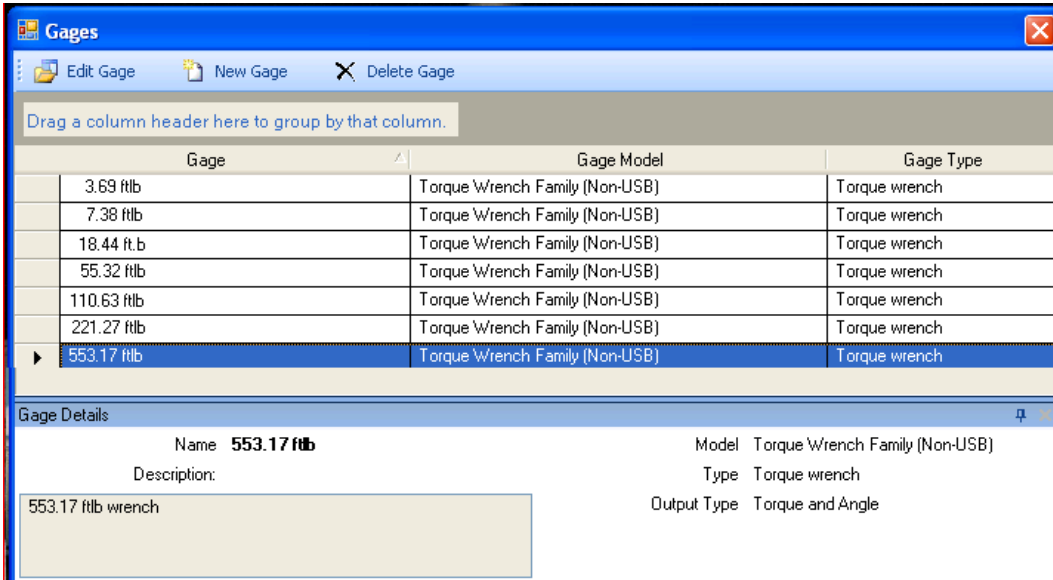 Gages
Edit Gage New Gage Delete Gage
Drag a column header here to group by that column.
Gage Gage Model Gage Type
3.69 ftlb Torque Wrench Family (Non-USB) Torque wrench
7.38 ftlb Torque Wrench Family (Non-USB) Torque wrench
18.44 ft.b Torque Wrench Family (Non-USB) Torque wrench
55.32 ftlb Torque Wrench Family (Non-USB) Torque wrench
110.63 ftlb Torque Wrench Family (Non-USB) Torque wrench
221.27 ftlb Torque Wrench Family (Non-USB) Torque wrench
553.17 ftlb Torque Wrench Family (Non-USB) Torque wrench
Gage Details
Name 553.17 ftlb Model Torque Wrench Family (Non-USB)
Description: Type Torque wrench
553.17 ftlb wrench Output Type Torque and Angle